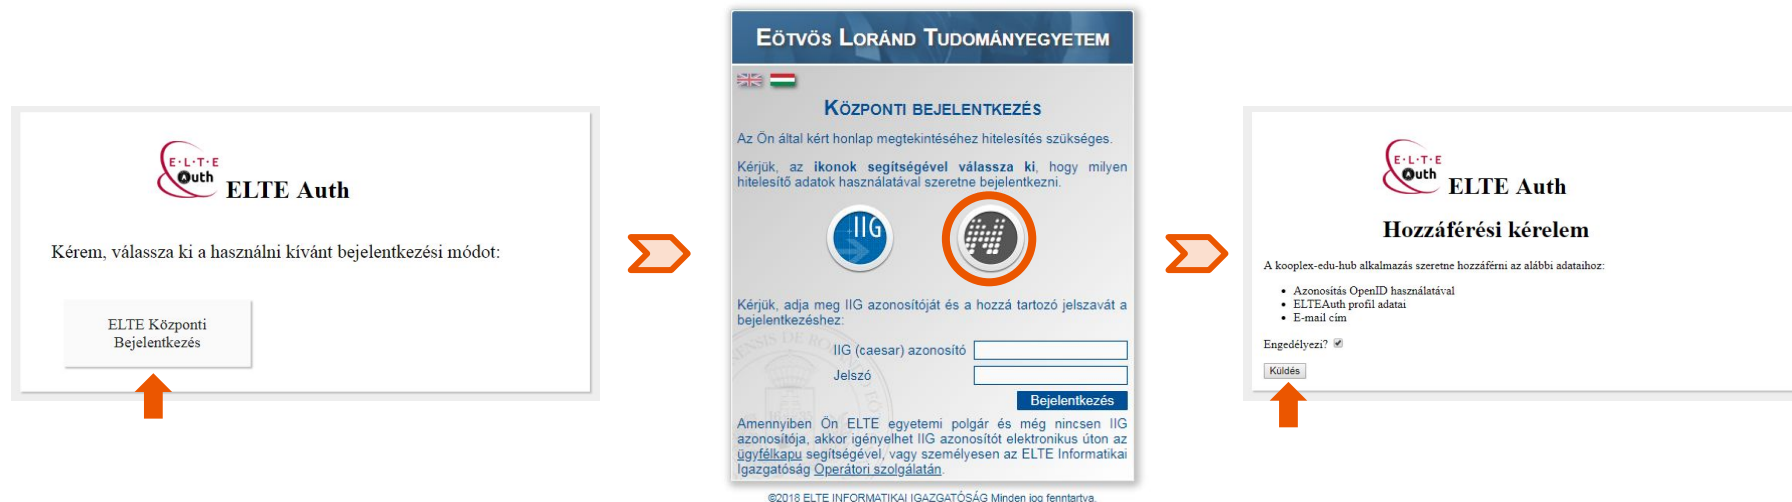 E·L·T·E
Auth
ELTE Auth
Kérem, válassza ki a használni kívánt bejelentkezési módot:
ELTE Központi
Bejelentkezés
Eötvös Loránd Tudományegyetem
Központi bejelentkezés
Az Ön által kért honlap megtekintéséhez hitelesítés szükséges.
Kérjük, az ikonok segítségével válassza ki, hogy milyen
hitelesítő adatok használatával szeretne bejelentkezni.
IIG
Kérjük, adja meg IIG azonosítóját és a hozzá tartozó jelszavát a
bejelentkezéshez:
IIG (caesar) azonosító
Jelszó
Bejelentkezés
Amennyiben Ön ELTE egyetemi polgár és még nincsen IIG
azonosítója, akkor igényelhet IIG azonosítót elektronikus úton az
ügyfélkapu segítségével, vagy személyesen az ELTE Informatikai
Igazgatóság Operátori szolgálatán.
©2018 ELTE INFORMATIKAI IGAZGATÓSÁG Minden jog fenntartva.
E·L·T·E
Auth
ELTE Auth
Hozzáférési kérelem
A kooplex-edu-hub alkalmazás szeretne hozzáférni az alábbi adataihoz:
• Azonosítás OpenID használatával
• ELTEAuth profil adatai
• E-mail cím
Engedélyezi?
Küldés